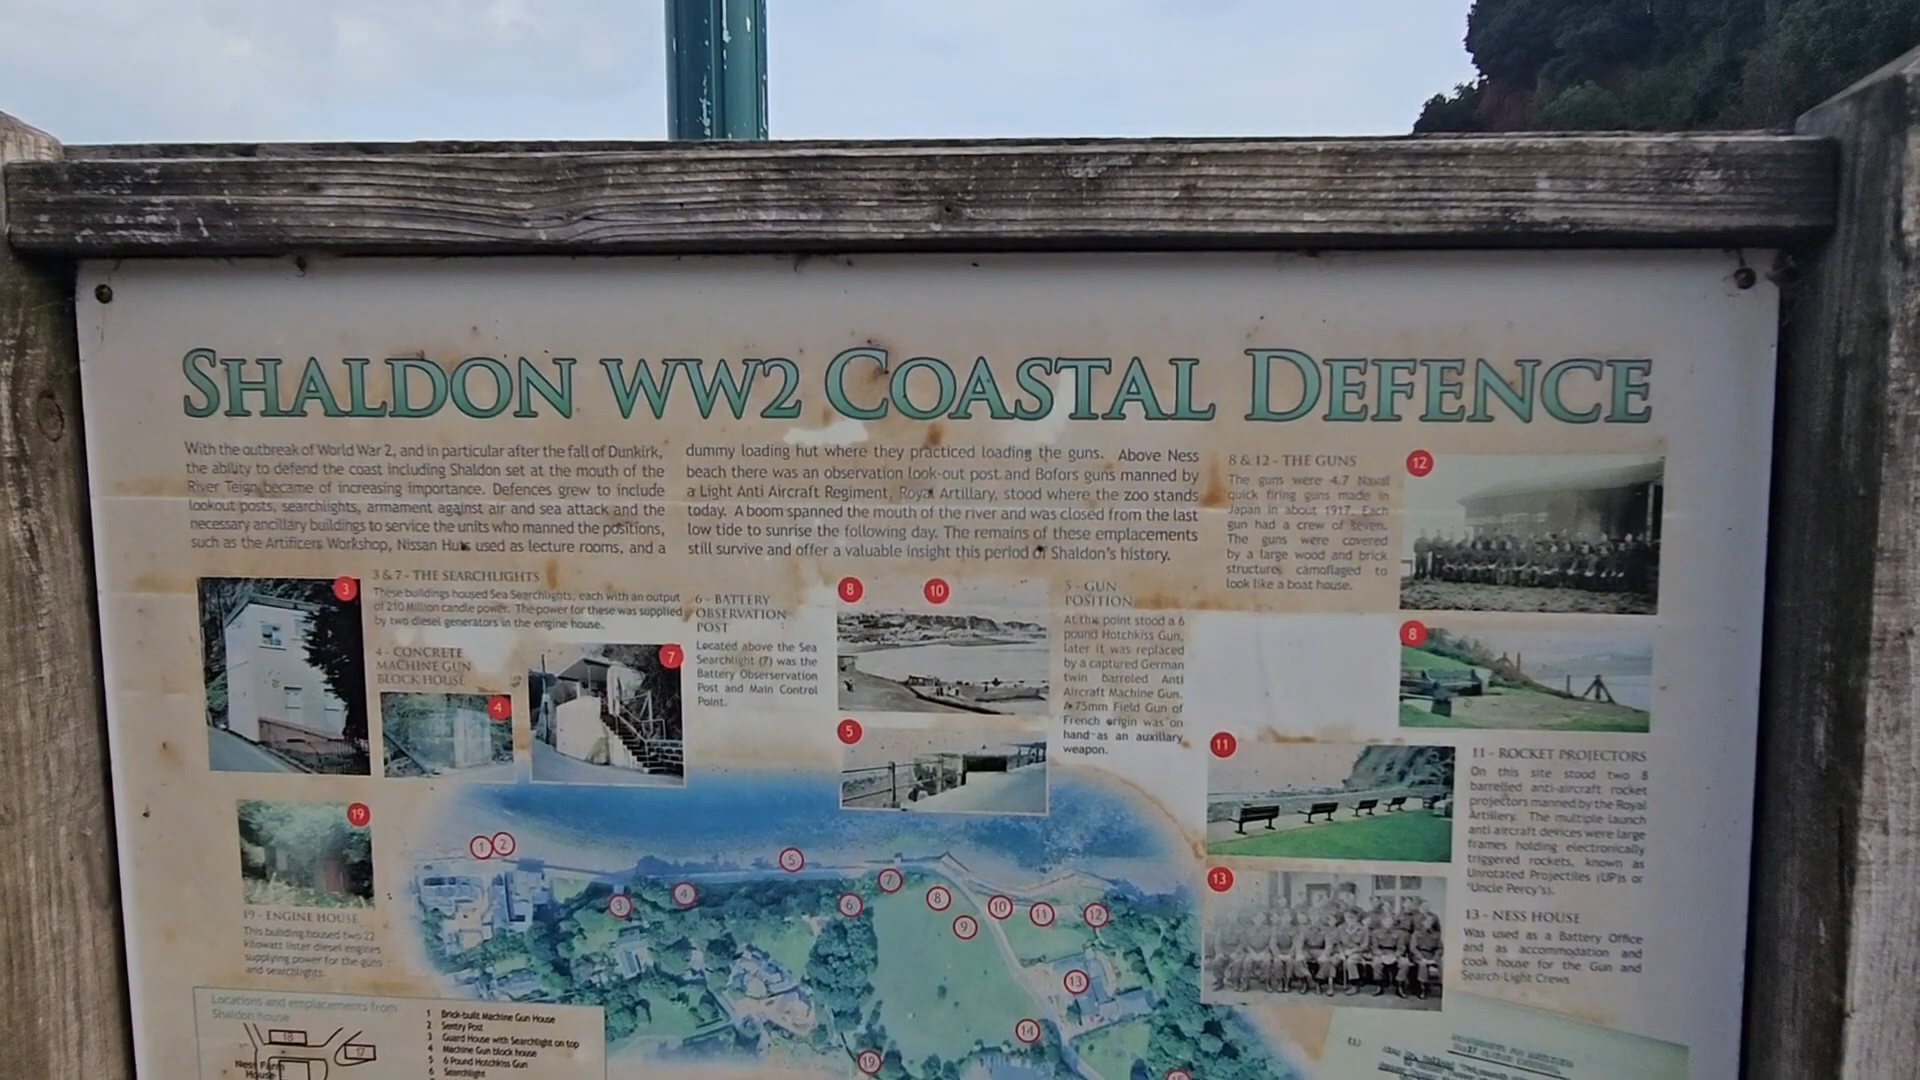 SHALDON WW2 COASTAL DEFENCE
With the outbreak of World War 2, and in particular after the fall of Dunkirk,
the ability to defend the coast including Shaldon set at the mouth of the
River Teign became of increasing importance. Defences grew to include
lookout posts, searchlights, armament against air and sea attack and the
necessary ancillary buildings to service the units who manned the positions,
such as the Artificers Workshop, Nissan Huts used as lecture rooms, and a
dummy loading hut where they practiced loading the guns. Above Ness
beach there was an observation look-out post and Bofors guns manned by
a Light Anti Aircraft Regiment, Royal Artillery, stood where the zoo stands
today. A boom spanned the mouth of the river and was closed from the last
low tide to sunrise the following day. The remains of these emplacements
still survive and offer a valuable insight this period of Shaldon's history.
8 & 12 - THE GUNS
The guns were 4.7 Naval
quick firing guns made in
Japan in about 1917. Each
gun had a crew of seven.
The guns were covered
by a large wood and brick
structure, camoflaged to
look like a boat house.
12
3
3 & 7 - THE SEARCHLIGHTS
These buildings housed Sea Searchlights, each with an output
of 210 Million candle power. The power for these was supplied
by two diesel generators in the engine house.
4 - CONCRETE
MACHINE GUN
BLOCK HOUSE
4
7
6 - BATTERY
OBSERVATION
POST
Located above the Sea
Searchlight (7) was the
Battery Obserservation
Post and Main Control
Point.
8
10
5
5 - GUN
POSITION
At this point stood a 6
pound Hotchkiss Gun,
later it was replaced
by a captured German
twin barreled Anti
Aircraft Machine Gun.
A 75mm Field Gun of
French origin was on
hand as an auxillary
weapon.
8
11
11 - ROCKET PROJECTORS
On this site stood two 8
barrelled anti-aircraft rocket
projectors manned by the Royal
Artillery. The multiple launch
anti aircraft devices were large
frames holding electronically
triggered rockets, known as
Unrotated Projectiles (UP)s or
'Uncle Percy's).
13
13 - NESS HOUSE
Was used as a Battery Office
and as accommodation and
cook house for the Gun and
Search-Light Crews
19
19 - ENGINE HOUSE
This building housed two 22
kilowatt lister diesel engines
supplying power for the guns
and searchlights.
1 2 3 4 5 6 7 8 9 10 11 12 13 14 19
Locations and emplacements from
Shaldon house
18
17
Ness Farm
House
1 Brick-built Machine Gun House
2 Sentry Post
3 Guard House with Searchlight on top
4 Machine Gun block house
5 6 Pound Hotchkiss Gun
6 Searchlight